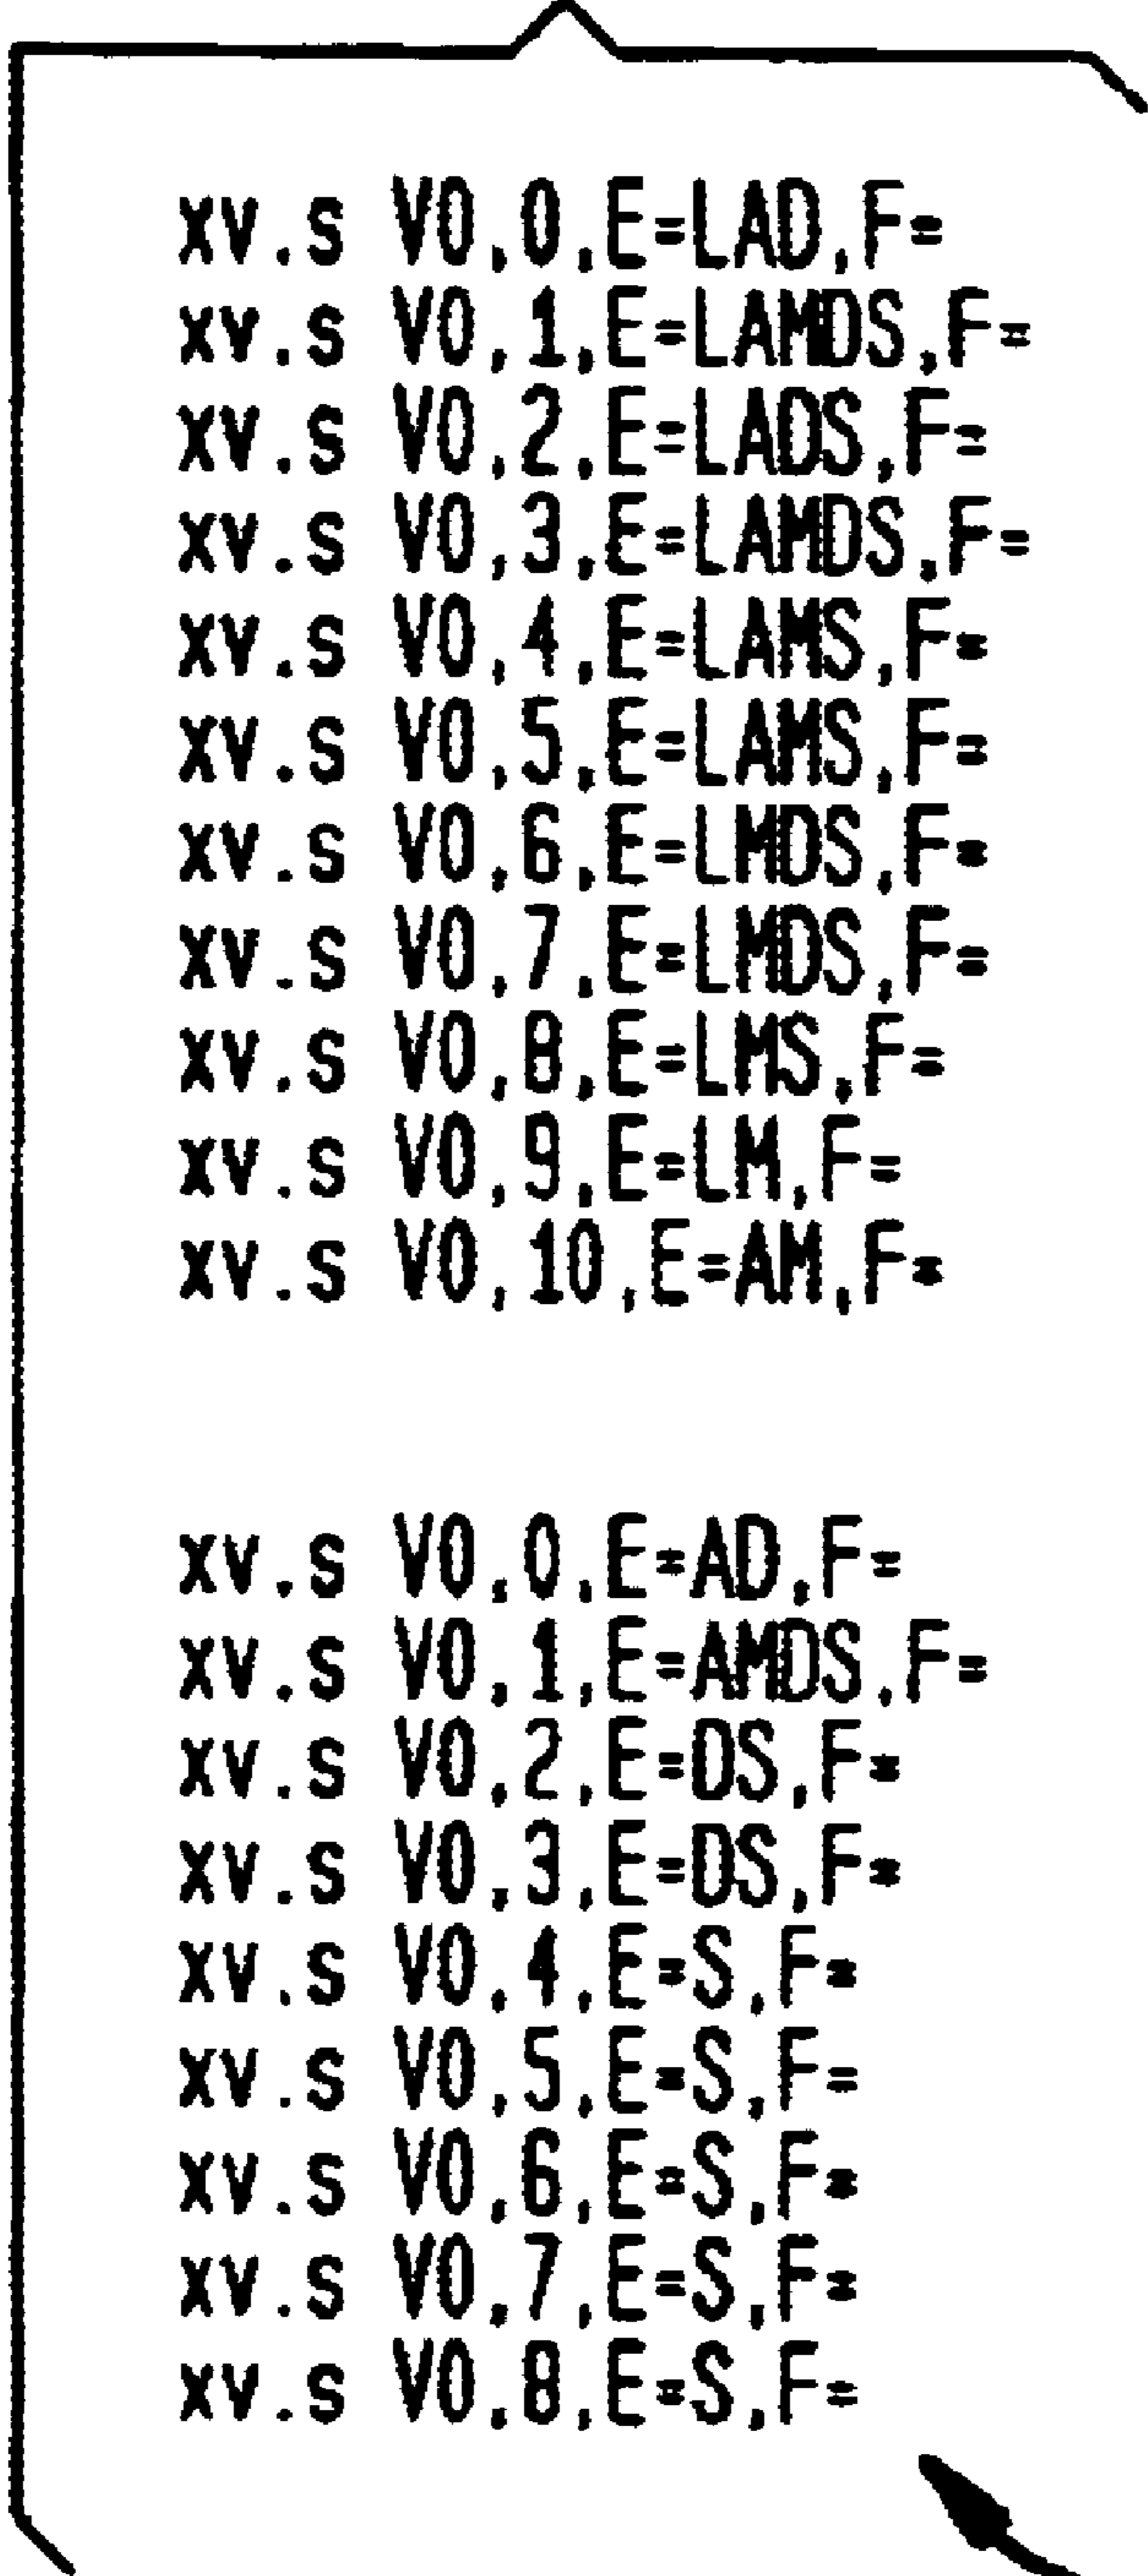 xv.s V0,0,E=LAD,F=
xv.s V0,1,E=LAMDS,F=
xv.s V0,2,E=LADS,F=
xv.s V0,3,E=LAMDS,F=
xv.s V0,4,E=LAMS,F=
xv.s V0,5,E=LAMS,F=
xv.s V0,6,E=LMDS,F=
xv.s V0,7,E=LMDS,F=
xv.s V0,8,E=LMS,F=
xv.s V0,9,E=LM,F=
xv.s V0,10,E=AM,F=
xv.s V0,0,E=AD,F=
xv.s V0,1,E=AMDS,F=
xv.s V0,2,E=DS,F=
xv.s V0,3,E=DS,F=
xv.s V0,4,E=S,F=
xv.s V0,5,E=S,F=
xv.s V0,6,E=S,F=
xv.s V0,7,E=S,F=
xv.s V0,8,E=S,F=